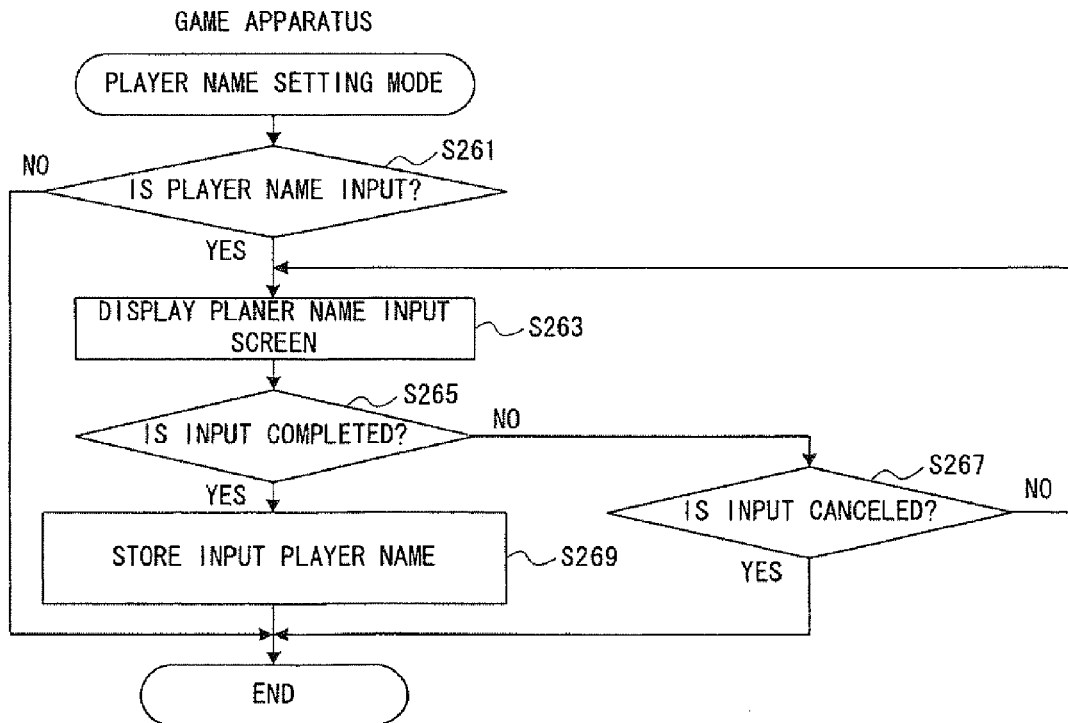 GAME APPARATUS
PLAYER NAME SETTING MODE
S261
NO
IS PLAYER NAME INPUT?
YES
DISPLAY PLANER NAME INPUT
SCREEN
S263
S265
IS INPUT COMPLETED?
NO
S267
IS INPUT CANCELED?
NO
YES
YES
STORE INPUT PLAYER NAME
S269
END